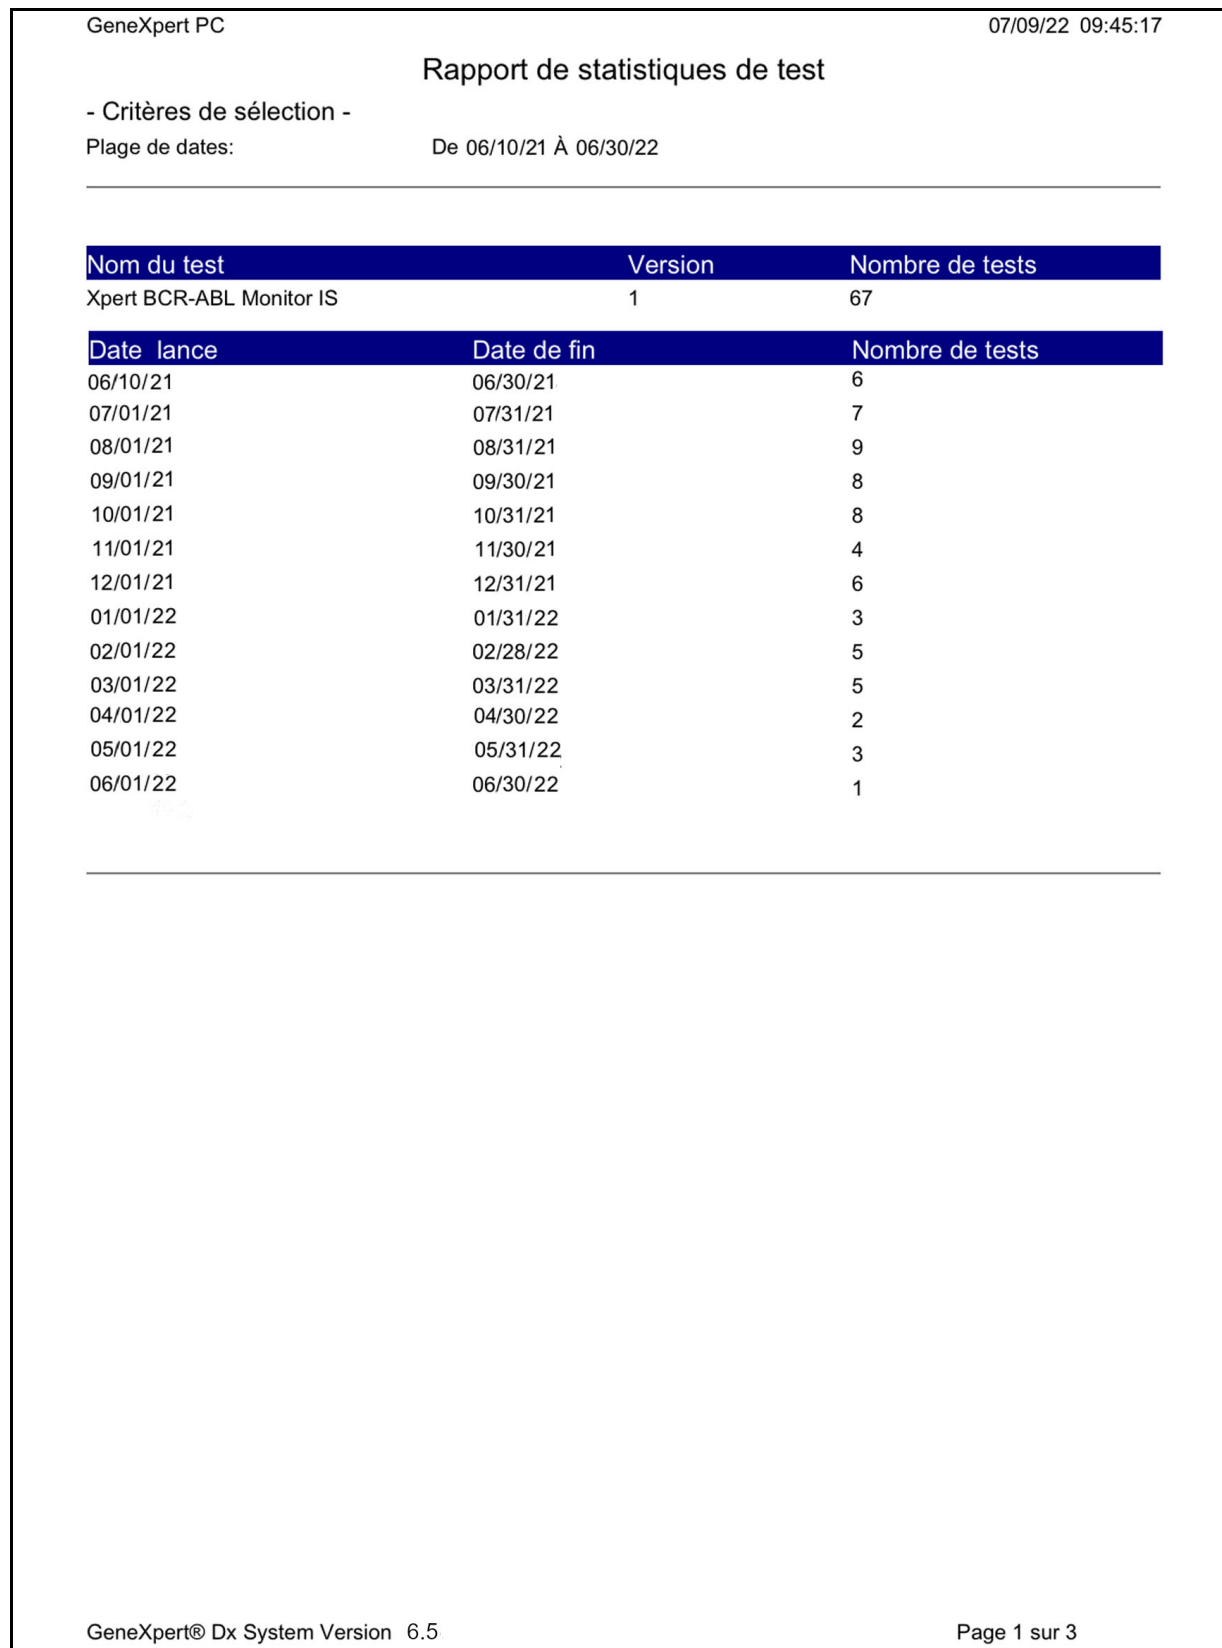 GeneXpert PC 07/09/22 09:45:17
Rapport de statistiques de test
- Critères de sélection -
Plage de dates: De 06/10/21 À 06/30/22
Nom du test Version Nombre de tests
Xpert BCR-ABL Monitor IS 1 67
Date lance Date de fin Nombre de tests
06/10/21 06/30/21 6
07/01/21 07/31/21 7
08/01/21 08/31/21 9
09/01/21 09/30/21 8
10/01/21 10/31/21 8
11/01/21 11/30/21 4
12/01/21 12/31/21 6
01/01/22 01/31/22 3
02/01/22 02/28/22 5
03/01/22 03/31/22 5
04/01/22 04/30/22 2
05/01/22 05/31/22 3
06/01/22 06/30/22 1
GeneXpert® Dx System Version 6.5 Page 1 sur 3